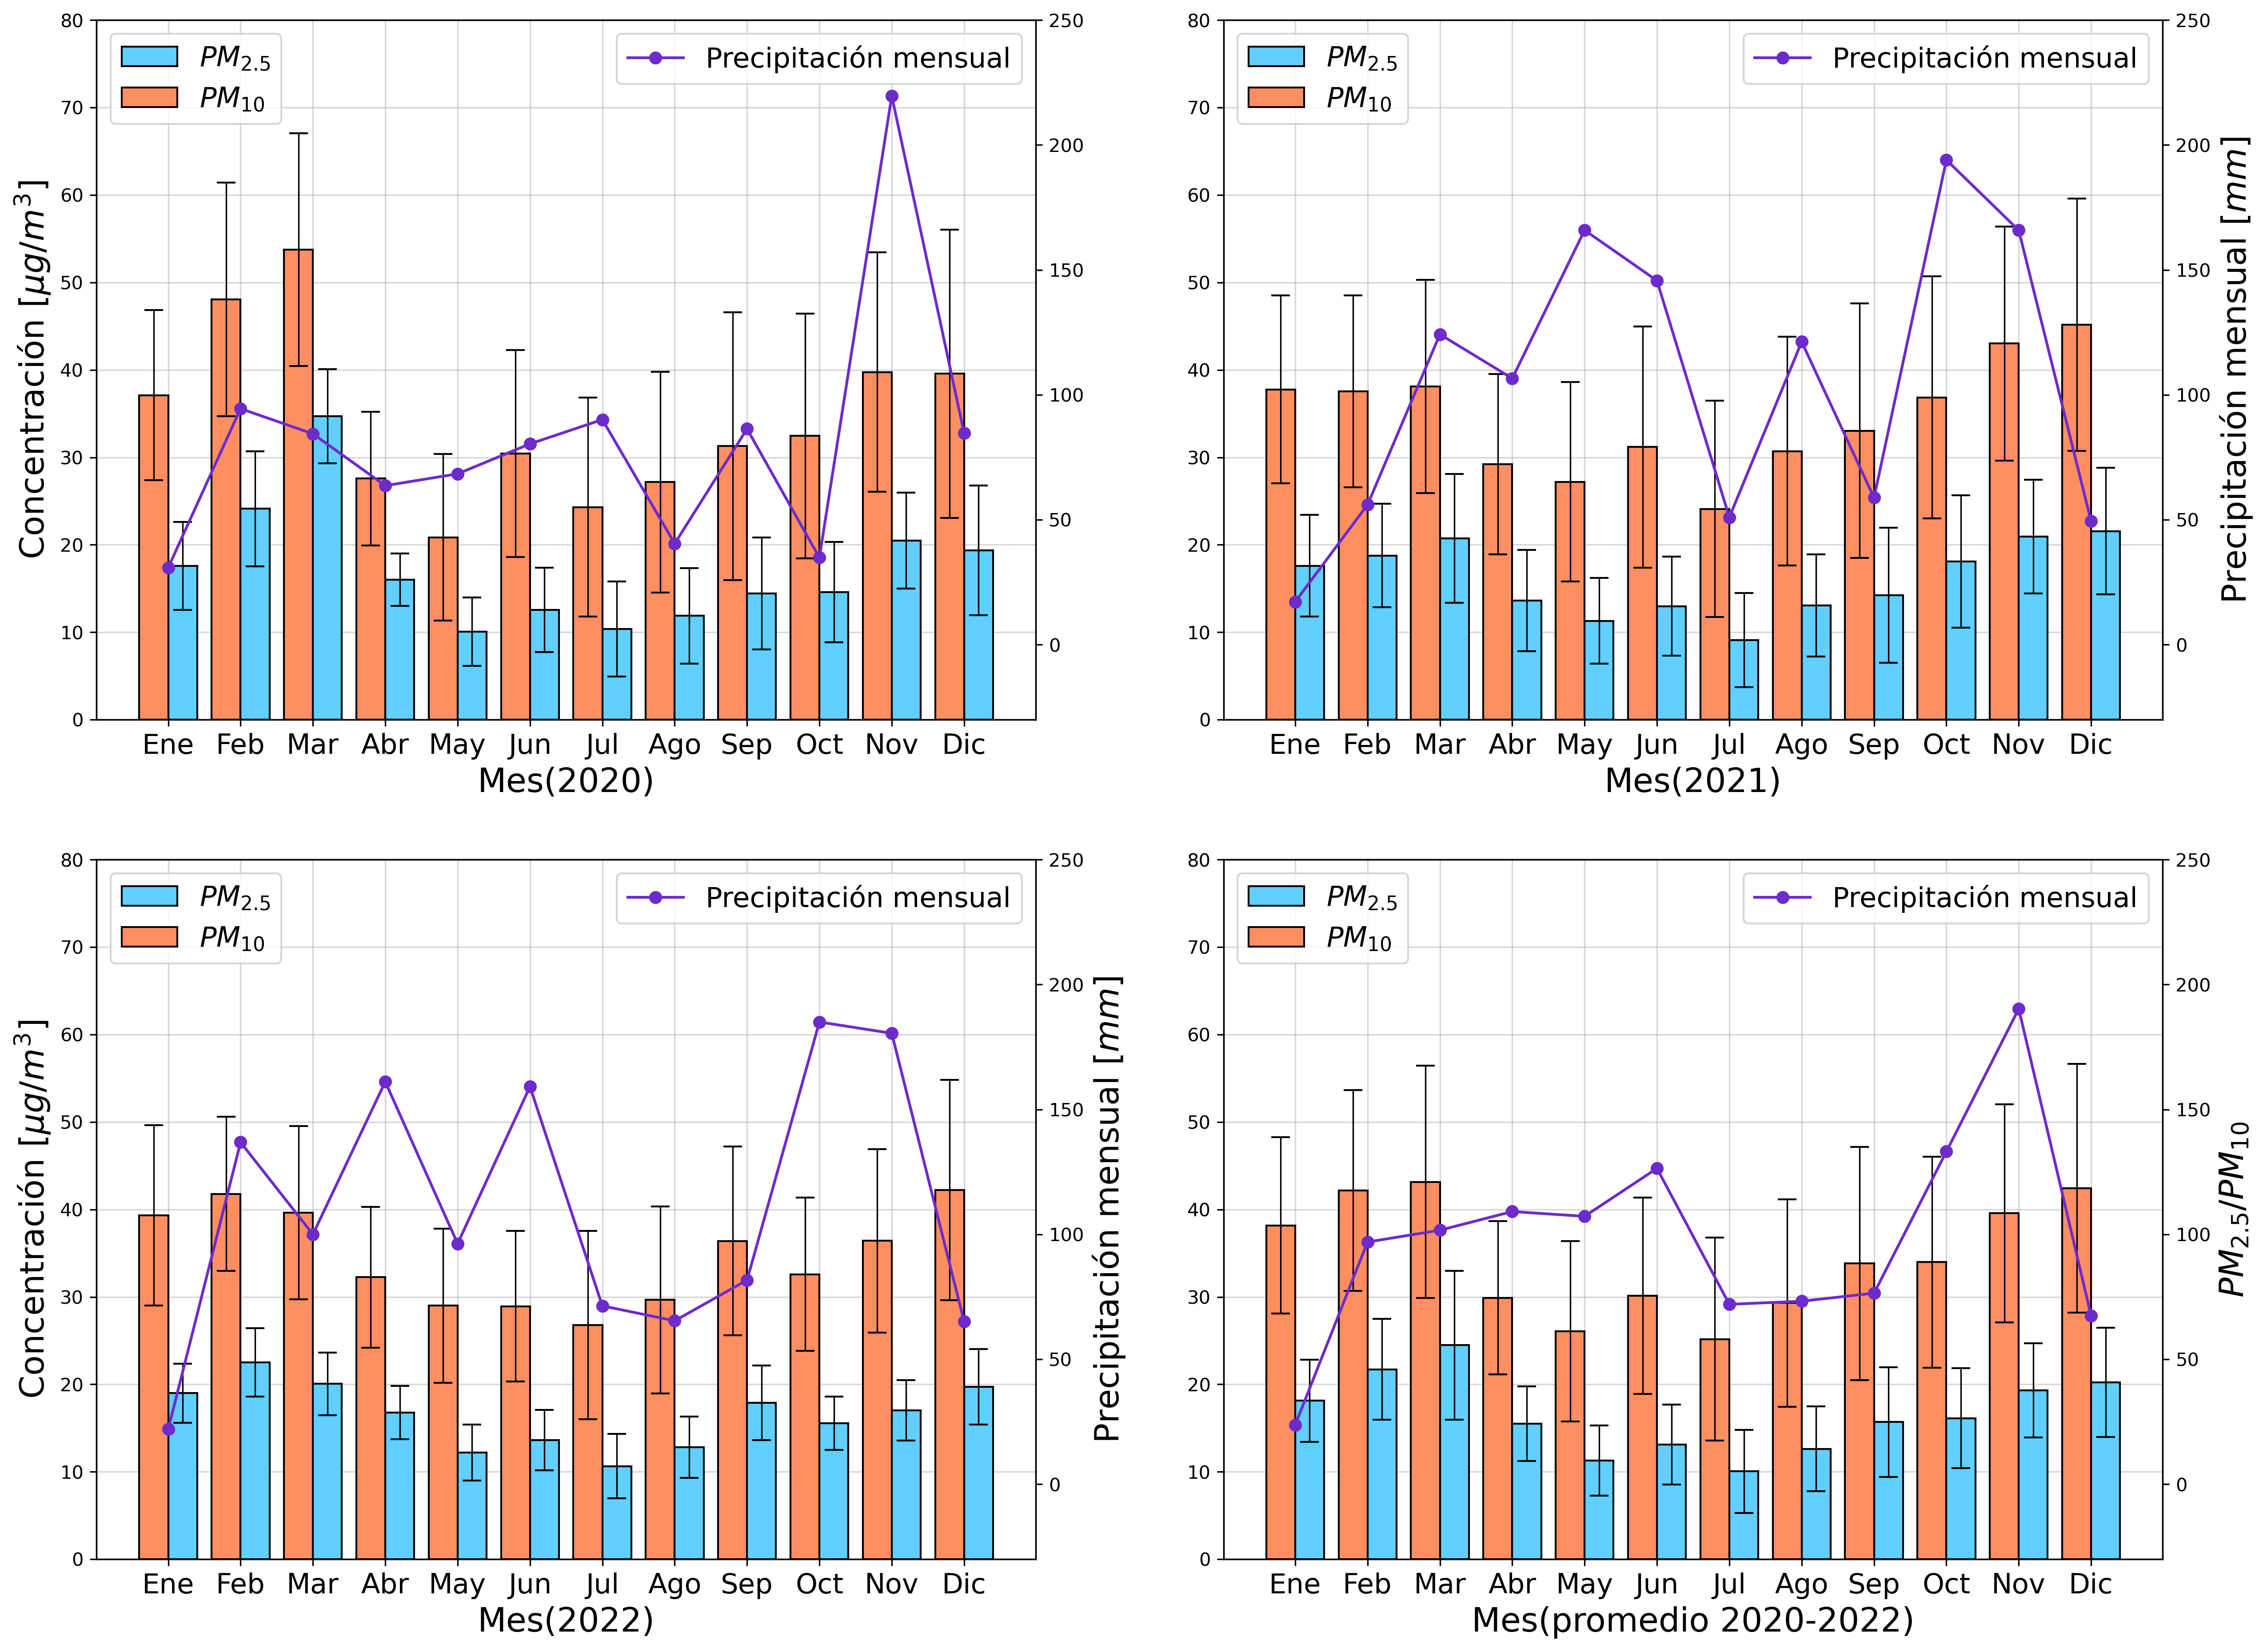 80
70
60
50
40
30
20
10
0
Concentración [μg/m³]
PM₂.₅
PM₁₀
Precipitación mensual
250
200
150
100
50
0
Ene Feb Mar Abr May Jun Jul Ago Sep Oct Nov Dic
Mes(2020)
80
70
60
50
40
30
20
10
0
PM₂.₅
PM₁₀
Precipitación mensual
250
200
150
100
50
0
Precipitación mensual [mm]
Ene Feb Mar Abr May Jun Jul Ago Sep Oct Nov Dic
Mes(2021)
80
70
60
50
40
30
20
10
0
Concentración [μg/m³]
PM₂.₅
PM₁₀
Precipitación mensual
250
200
150
100
50
0
Precipitación mensual [mm]
Ene Feb Mar Abr May Jun Jul Ago Sep Oct Nov Dic
Mes(2022)
80
70
60
50
40
30
20
10
0
PM₂.₅
PM₁₀
Precipitación mensual
250
200
150
100
50
0
PM₂.₅/PM₁₀
Ene Feb Mar Abr May Jun Jul Ago Sep Oct Nov Dic
Mes(promedio 2020-2022)